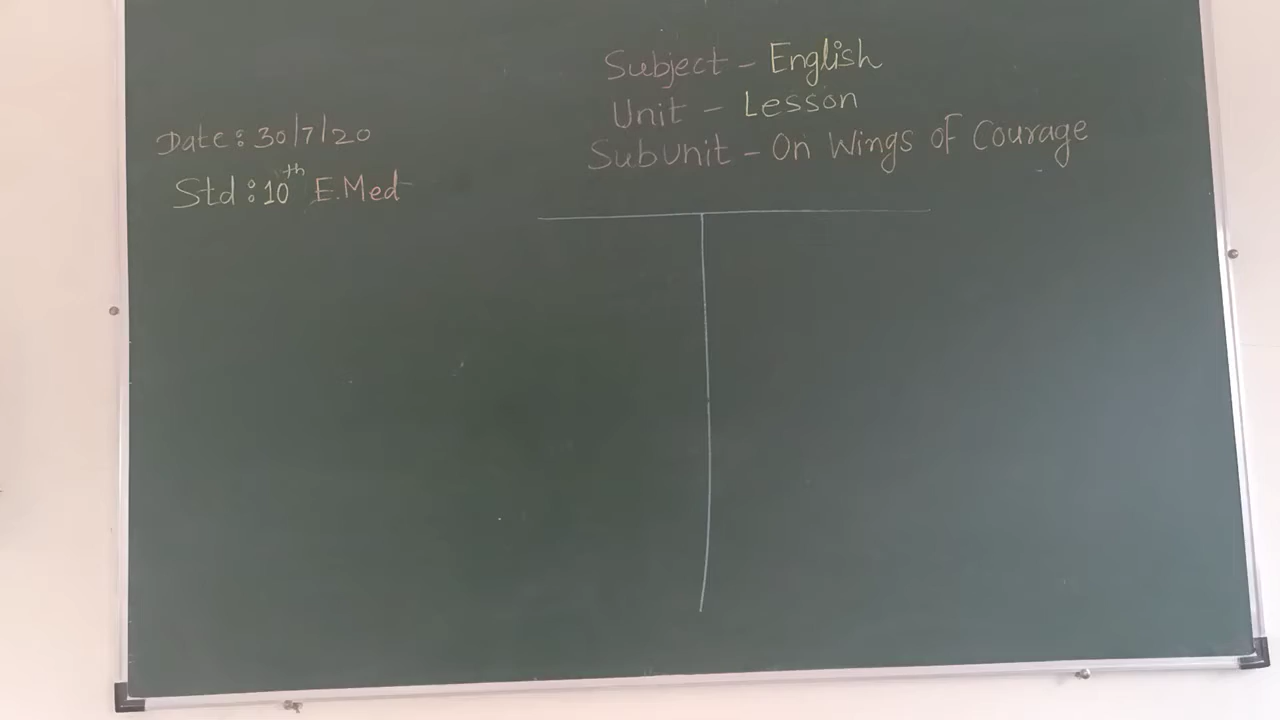 Subject - English
Unit - Lesson
SubUnit - On Wings of Courage
Date: 30/7/20
Std: 10th E.Med